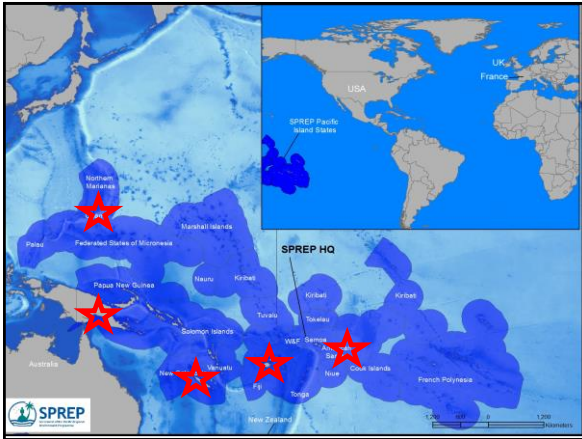 UK
France
USA
SPREP Pacific
Island States
Northern
Marianas
Marshall Islands
Palau
Federated States of Micronesia
SPREP HQ
Nauru
Kiribati
Papua New Guinea
Kiribati
Kiribati
Tuvalu
Tokelau
Solomon Islands
W&F
Samoa
Australia
Vanuatu
Fiji
Niue
Cook Islands
French Polynesia
Tonga
New Zealand
SPREP
1,200
0
1,200
Kilometers